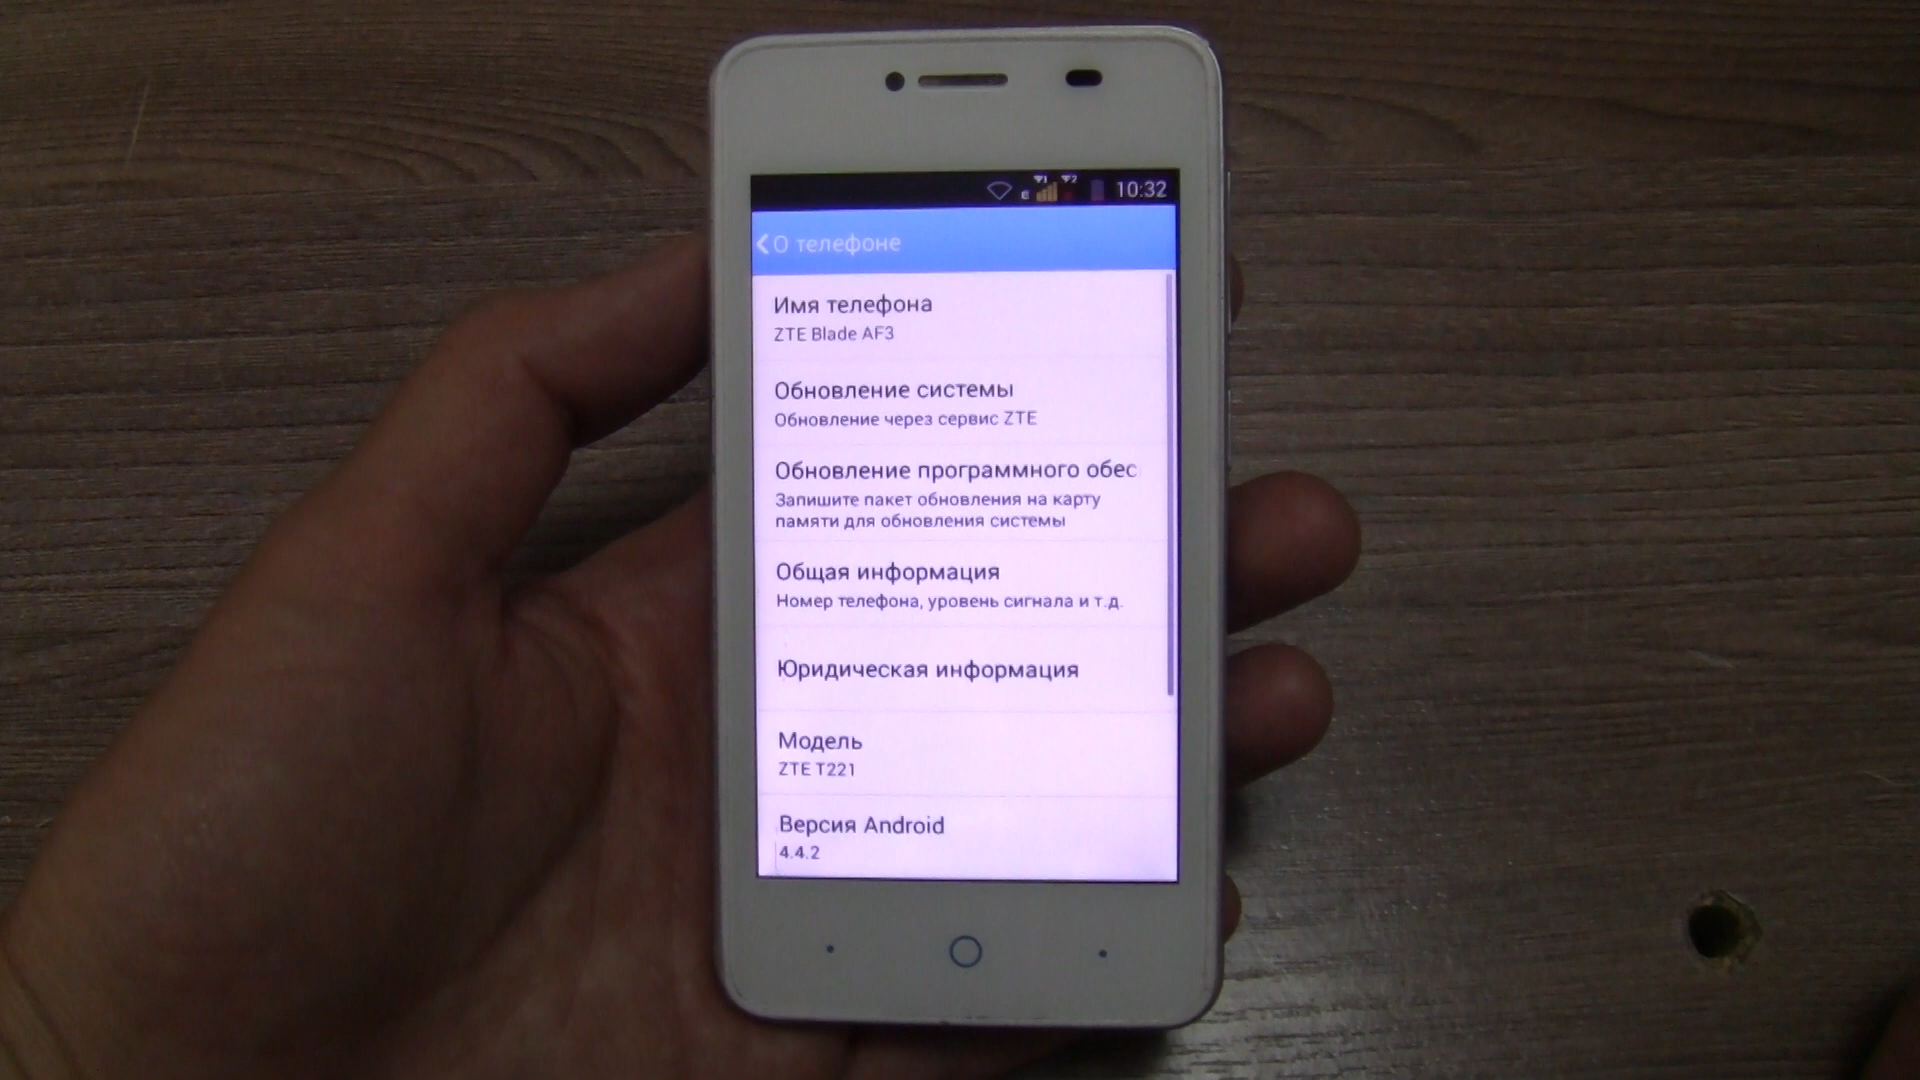 1 2
E 10:32
О телефоне
Имя телефона
ZTE Blade AF3
Обновление системы
Обновление через сервис ZTE
Обновление программного обес
Запишите пакет обновления на карту
памяти для обновления системы
Общая информация
Номер телефона, уровень сигнала и т.д.
Юридическая информация
Модель
ZTE T221
Версия Android
4.4.2